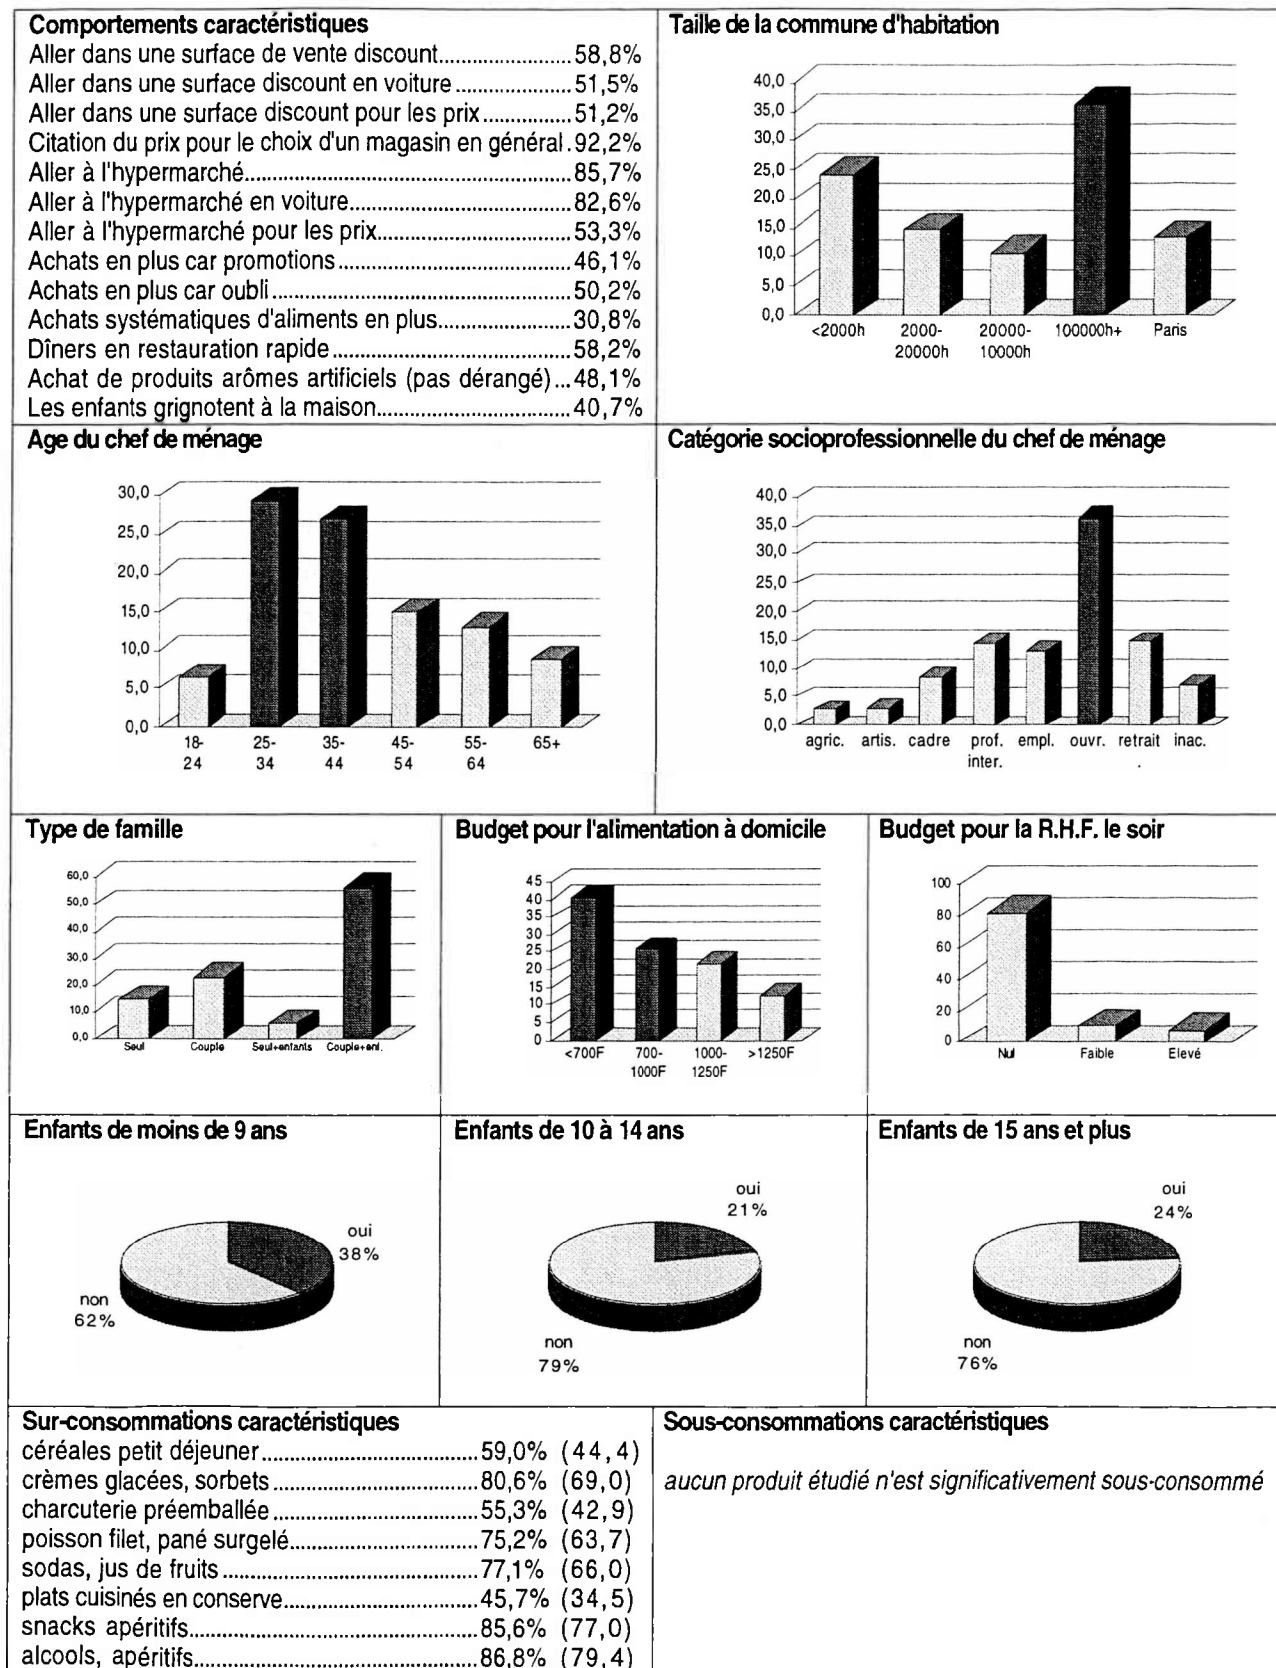 Comportements caractéristiques
Aller dans une surface de vente discount........................58,8%
Aller dans une surface discount en voiture.....................51,5%
Aller dans une surface discount pour les prix................51,2%
Citation du prix pour le choix d'un magasin en général.92,2%
Aller à l'hypermarché............................................................85,7%
Aller à l'hypermarché en voiture.........................................82,6%
Aller à l'hypermarché pour les prix....................................53,3%
Achats en plus car promotions...........................................46,1%
Achats en plus car oubli.......................................................50,2%
Achats systématiques d'aliments en plus........................30,8%
Dîners en restauration rapide............................................58,2%
Achat de produits arômes artificiels (pas dérangé)...48,1%
Les enfants grignotent à la maison...................................40,7%
Taille de la commune d'habitation
40,0
35,0
30,0
25,0
20,0
15,0
10,0
5,0
0,0
<2000h 2000- 20000- 100000h+ Paris
20000h 10000h
Age du chef de ménage
30,0
25,0
20,0
15,0
10,0
5,0
0,0
18- 25- 35- 45- 55- 65+
24 34 44 54 64
Catégorie socioprofessionnelle du chef de ménage
40,0
35,0
30,0
25,0
20,0
15,0
10,0
5,0
0,0
agric. artis. cadre prof. empl. ouvr. retrait inac.
inter. .
Type de famille
60,0
50,0
40,0
30,0
20,0
10,0
0,0
Seul Couple Seul+enfants Couple+enf.
Budget pour l'alimentation à domicile
45
40
35
30
25
20
15
10
5
0
<700F 700- 1000- >1250F
1000F 1250F
Budget pour la R.H.F. le soir
100
80
60
40
20
0
Nul Faible Elevé
Enfants de moins de 9 ans
oui
38%
non
62%
Enfants de 10 à 14 ans
oui
21%
non
79%
Enfants de 15 ans et plus
oui
24%
non
76%
Sur-consommations caractéristiques
céréales petit déjeuner.......................................59,0% (44,4)
crèmes glacées, sorbets.....................................80,6% (69,0)
charcuterie préemballée.....................................55,3% (42,9)
poisson filet, pané surgelé..................................75,2% (63,7)
sodas, jus de fruits..............................................77,1% (66,0)
plats cuisinés en conserve...................................45,7% (34,5)
snacks apéritifs....................................................85,6% (77,0)
alcools, apéritifs...................................................86,8% (79,4)
Sous-consommations caractéristiques
aucun produit étudié n'est significativement sous-consommé